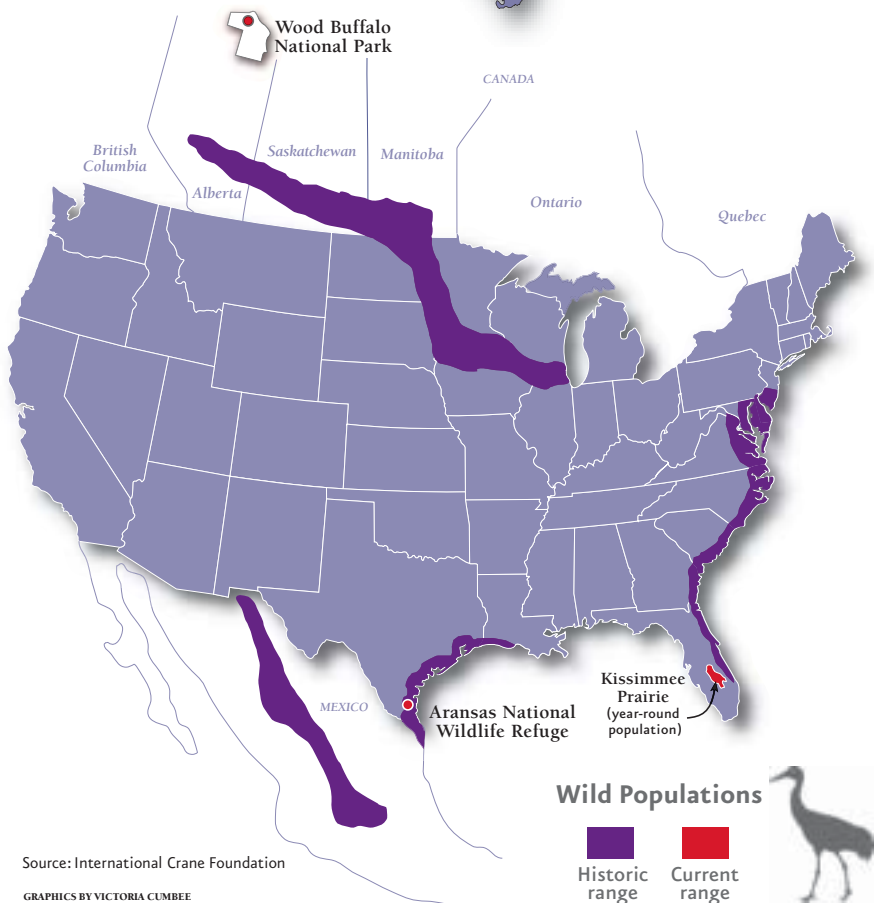 Wood Buffalo
National Park
CANADA
British
Columbia
Alberta
Saskatchewan
Manitoba
Ontario
Quebec
MEXICO
Aransas National
Wildlife Refuge
Kissimmee
Prairie
(year-round
population)
Wild Populations
Historic
range
Current
range
Source: International Crane Foundation
GRAPHICS BY VICTORIA CUMBEE